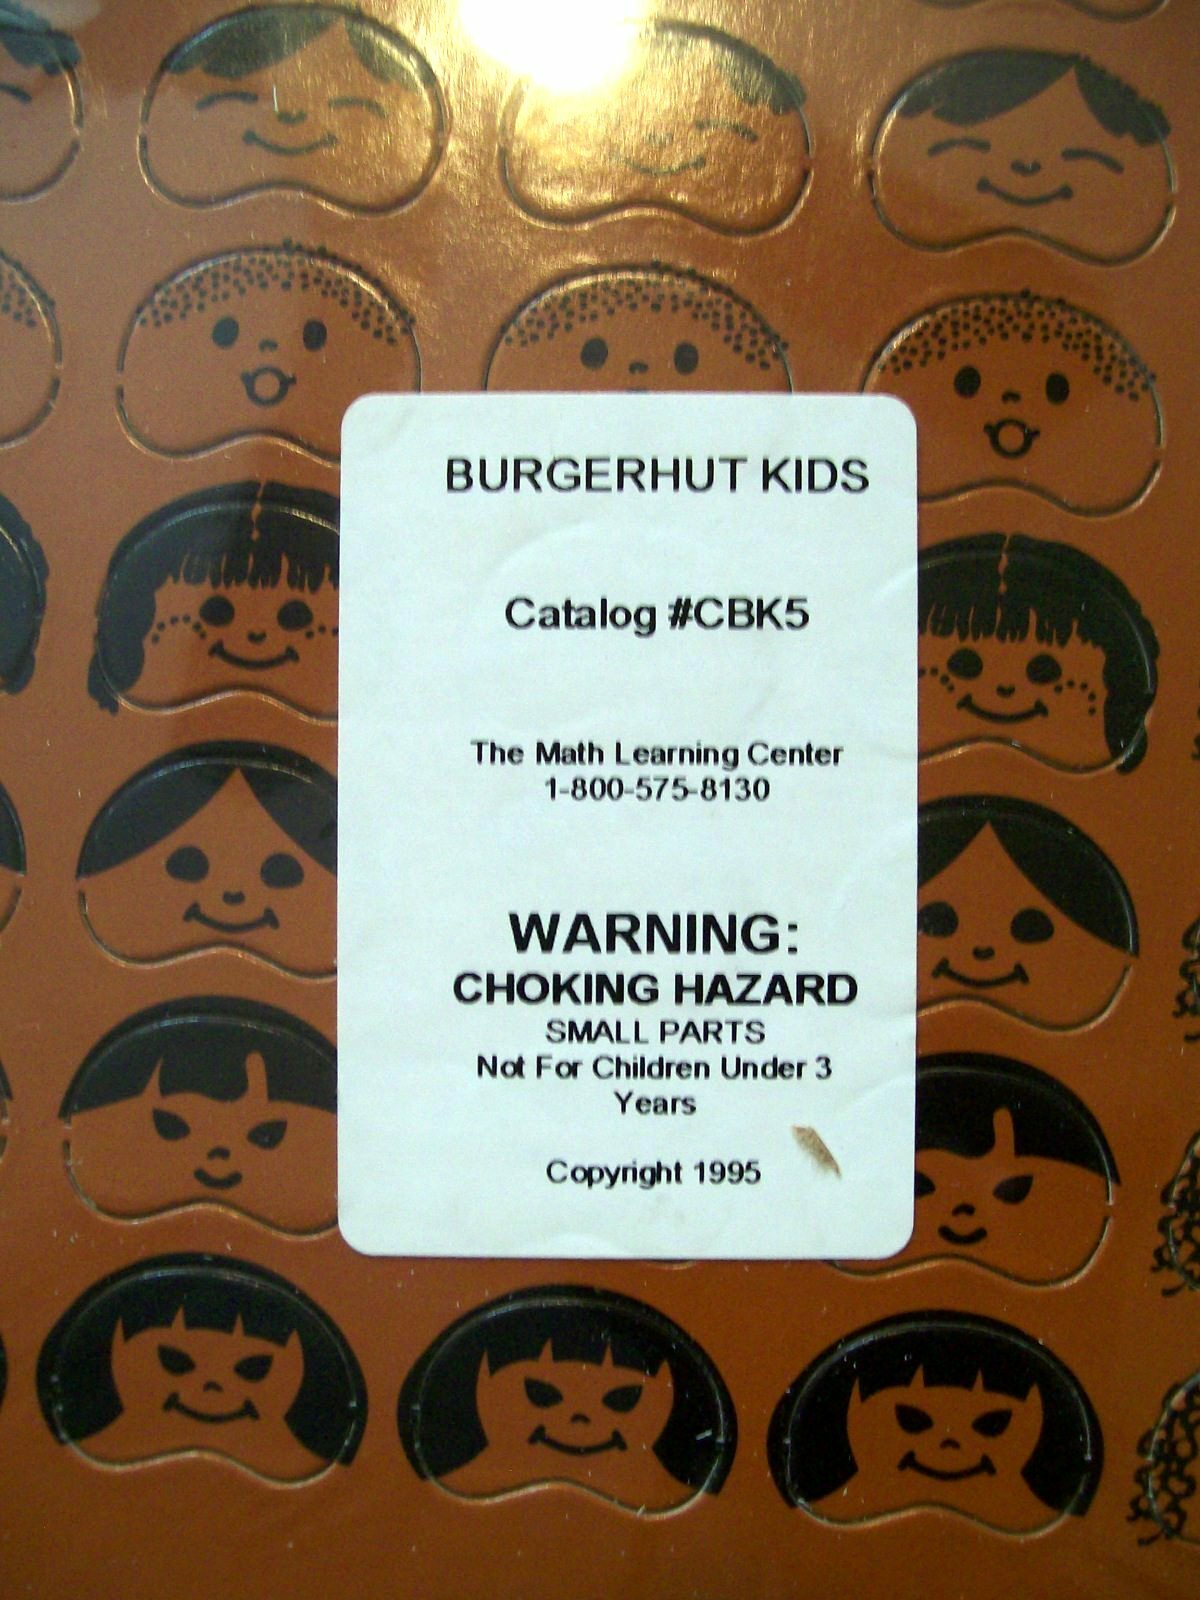 BURGERHUT KIDS
Catalog #CBK5
The Math Learning Center
1-800-575-8130
WARNING:
CHOKING HAZARD
SMALL PARTS
Not For Children Under 3
Years
Copyright 1995